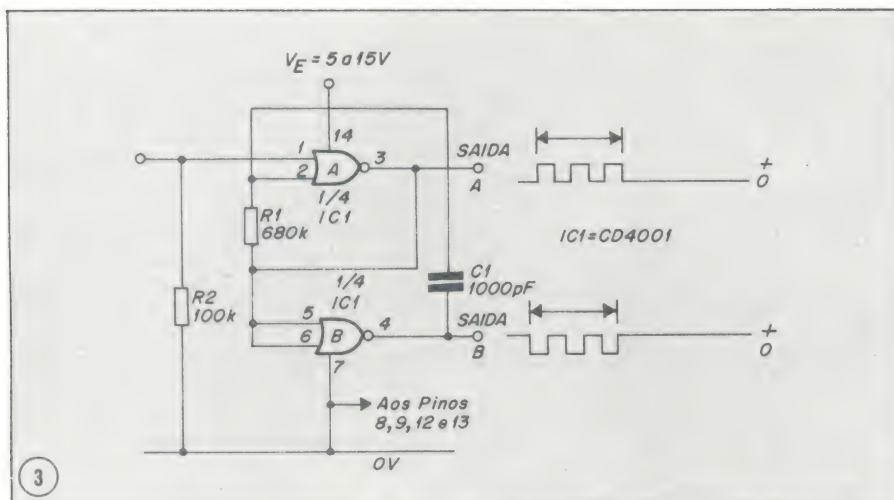 V_E = 5 a 15V
14
1
2
A
3
SAIDA
A
+
0
1/4
IC1
R1
680k
IC1=CD4001
C1
1000pF
1/4
IC1
R2
100k
5
6
B
4
7
SAIDA
B
+
0
Aos Pinos
8,9,12 e 13
0V
3